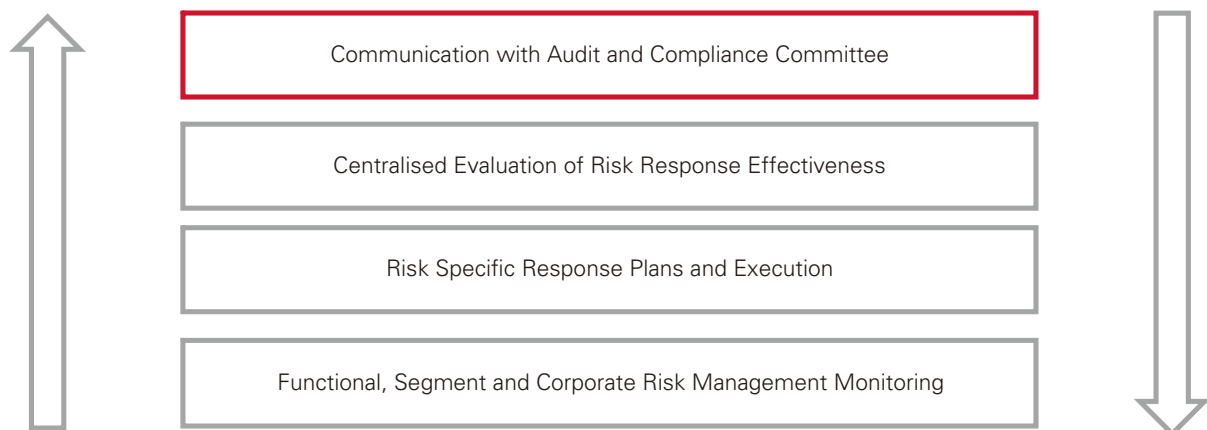 Communication with Audit and Compliance Committee
Centralised Evaluation of Risk Response Effectiveness
Risk Specific Response Plans and Execution
Functional, Segment and Corporate Risk Management Monitoring